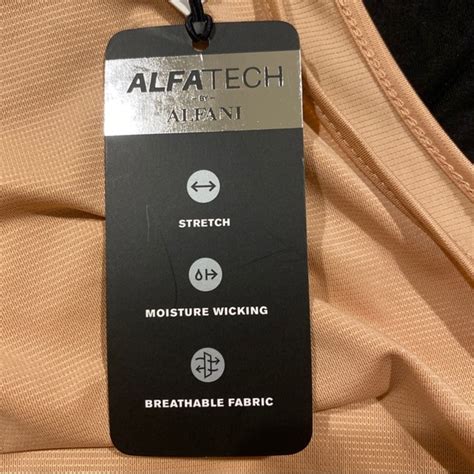 ALFATECH
- BY -
ALFANI
STRETCH
MOISTURE WICKING
BREATHABLE FABRIC